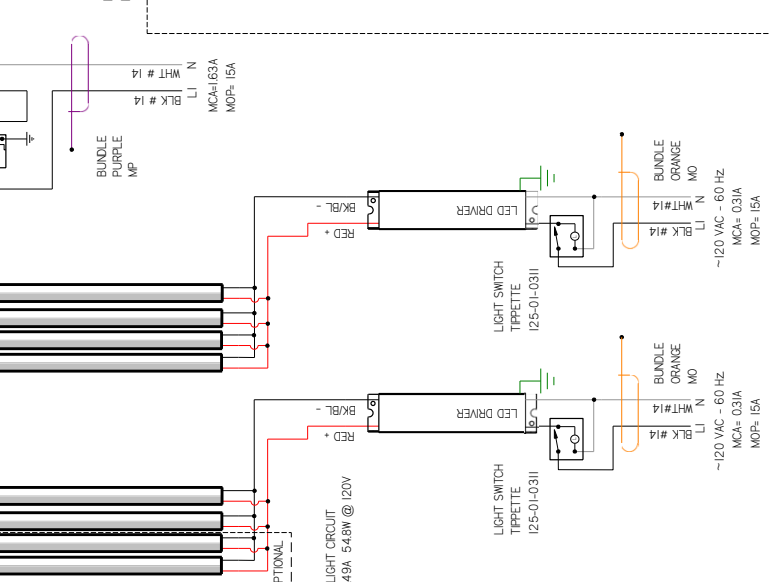 WHT # 14
N
BLK # 14
L1
MCA=1.63A
MOP= 15A
BUNDLE
PURPLE
MP
BK/BL -
RED +
LED DRIVER
LIGHT SWITCH
TIPPETTE
125-01-0311
BUNDLE
ORANGE
MO
WHT#14
N
BLK #14
L1
~120 VAC - 60 Hz
MCA= 0.31A
MOP= 15A
BK/BL -
RED +
LED DRIVER
LIGHT SWITCH
TIPPETTE
125-01-0311
BUNDLE
ORANGE
MO
WHT#14
N
BLK #14
L1
~120 VAC - 60 Hz
MCA= 0.31A
MOP= 15A
PTIONAL
LIGHT CIRCUIT
.49A 54.8W @ 120V